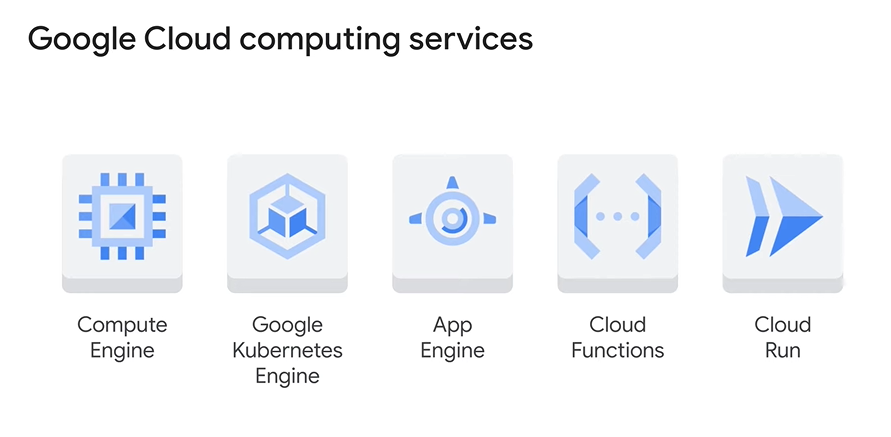 Google Cloud computing services
Compute
Engine
Google
Kubernetes
Engine
App
Engine
Cloud
Functions
Cloud
Run